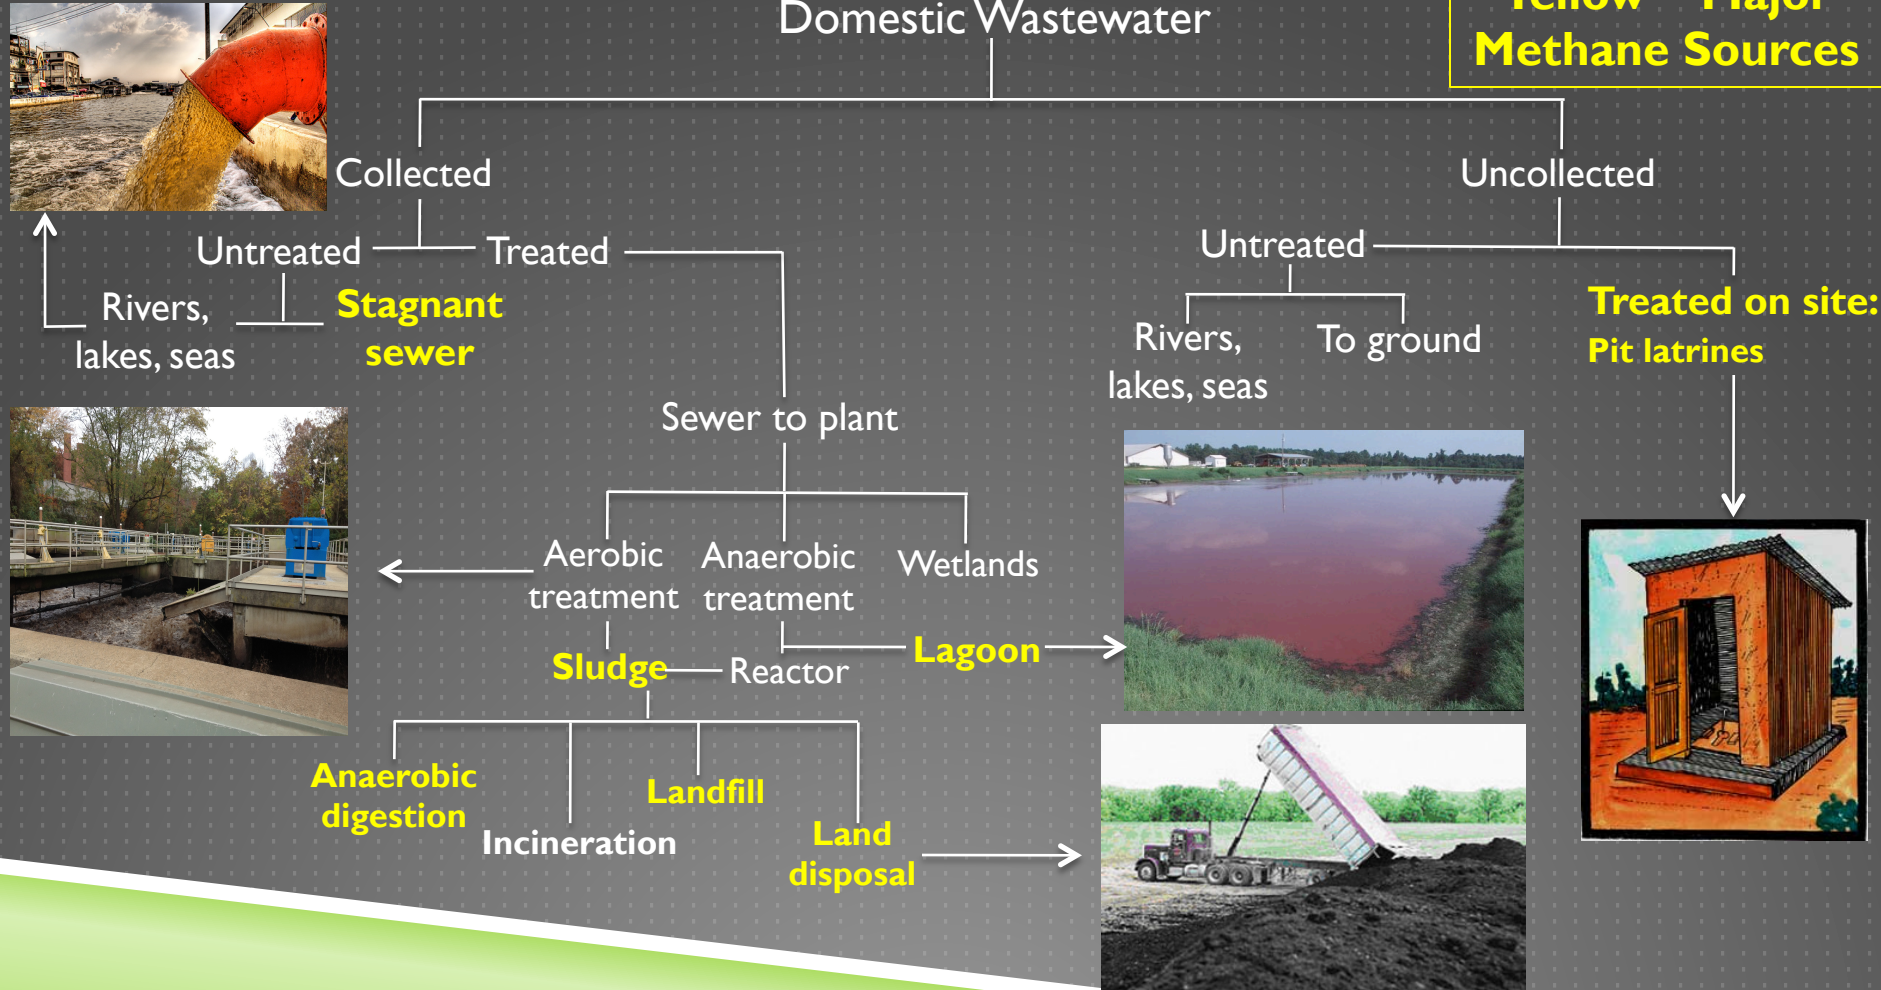 Domestic Wastewater
Yellow = Major
Methane Sources
Collected
Uncollected
Untreated
Treated
Untreated
Rivers,
lakes, seas
Stagnant
sewer
Rivers,
lakes, seas
To ground
Treated on site:
Pit latrines
Sewer to plant
Aerobic
treatment
Anaerobic
treatment
Wetlands
Sludge
Reactor
Lagoon
Anaerobic
digestion
Incineration
Landfill
Land
disposal